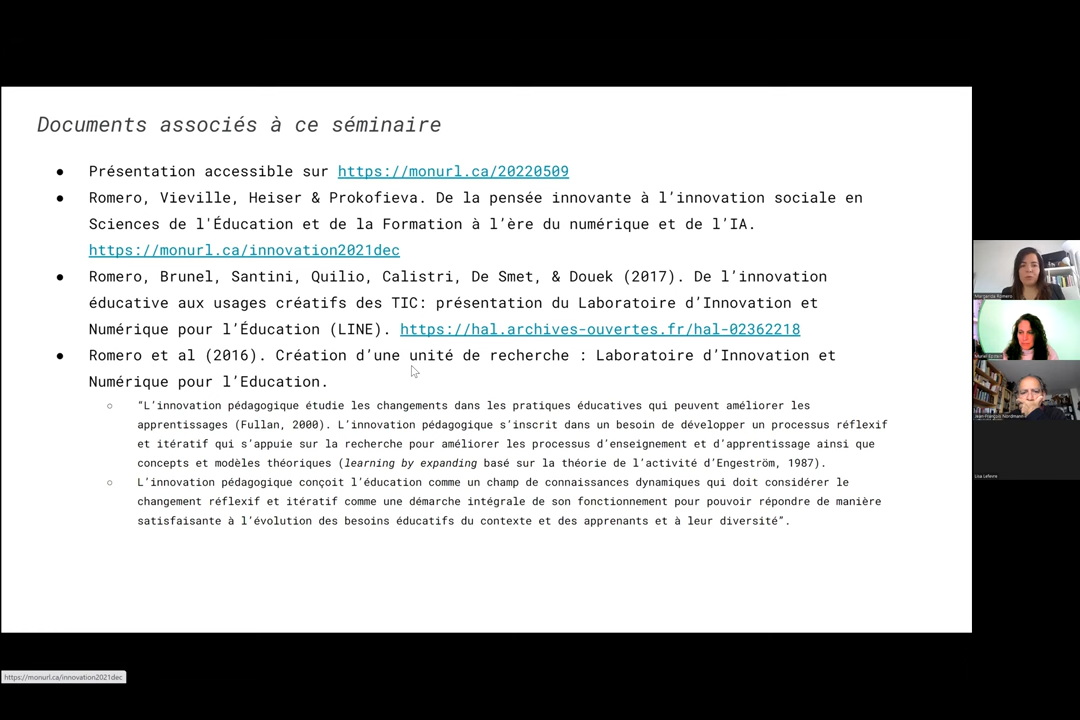 Documents associés à ce séminaire
● Présentation accessible sur https://monurl.ca/20220509
● Romero, Vieville, Heiser & Prokofieva. De la pensée innovante à l’innovation sociale en
Sciences de l'Éducation et de la Formation à l’ère du numérique et de l’IA.
https://monurl.ca/innovation2021dec
● Romero, Brunel, Santini, Quilio, Calistri, De Smet, & Douek (2017). De l’innovation
éducative aux usages créatifs des TIC: présentation du Laboratoire d’Innovation et
Numérique pour l’Éducation (LINE). https://hal.archives-ouvertes.fr/hal-02362218
● Romero et al (2016). Création d’une unité de recherche : Laboratoire d’Innovation et
Numérique pour l’Education.
○ “L’innovation pédagogique étudie les changements dans les pratiques éducatives qui peuvent améliorer les
apprentissages (Fullan, 2000). L’innovation pédagogique s’inscrit dans un besoin de développer un processus réflexif
et itératif qui s’appuie sur la recherche pour améliorer les processus d’enseignement et d’apprentissage ainsi que
concepts et modèles théoriques (learning by expanding basé sur la théorie de l’activité d’Engeström, 1987).
○ L’innovation pédagogique conçoit l’éducation comme un champ de connaissances dynamiques qui doit considérer le
changement réflexif et itératif comme une démarche intégrale de son fonctionnement pour pouvoir répondre de manière
satisfaisante à l’évolution des besoins éducatifs du contexte et des apprenants et à leur diversité”.
Margarida Romero
Jean-François Nordmann
Lisa Lefevre
https://monurl.ca/innovation2021dec